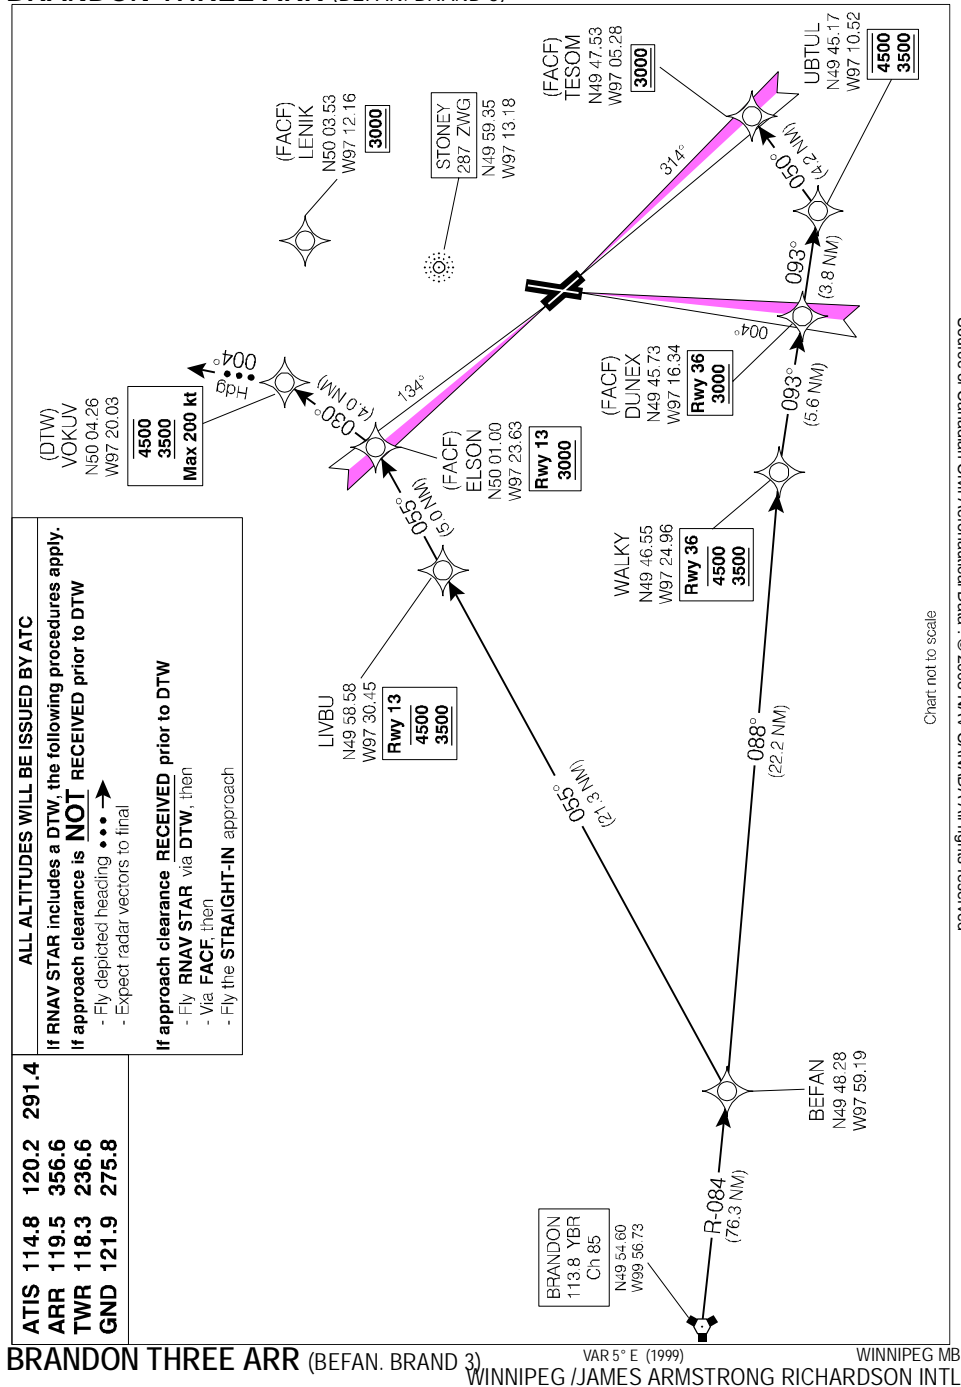 BRANDON THREE ARR (BEFAN. BRAND 3)
ATIS 114.8 120.2 291.4
ARR 119.5 356.6
TWR 118.3 236.6
GND 121.9 275.8
ALL ALTITUDES WILL BE ISSUED BY ATC
If RNAV STAR includes a DTW, the following procedures apply.
If approach clearance is NOT RECEIVED prior to DTW
- Fly depicted heading
- Expect radar vectors to final
If approach clearance RECEIVED prior to DTW
- Fly RNAV STAR via DTW, then
- Via FACF, then
- Fly the STRAIGHT-IN approach
(DTW)
VOKUV
N50 04.26
W97 20.03
4500
3500
Max 200 kt
Hdg
004°
(FACF)
LENIK
N50 03.53
W97 12.16
3000
STONEY
287 ZWG
N49 59.35
W97 13.18
(FACF)
TESOM
N49 47.53
W97 05.28
3000
UBTUL
N49 45.17
W97 10.52
4500
3500
030°
(4.0 NM)
134°
(FACF)
ELSON
N50 01.00
W97 23.63
Rwy 13
3000
055°
(5.0 NM)
LIVBU
N49 58.58
W97 30.45
Rwy 13
4500
3500
314°
050°
(4.2 NM)
093°
(3.8 NM)
004°
(FACF)
DUNEX
N49 45.73
W97 16.34
Rwy 36
3000
093°
(5.6 NM)
WALKY
N49 46.55
W97 24.96
Rwy 36
4500
3500
055°
(21.3 NM)
088°
(22.2 NM)
BEFAN
N49 48.28
W97 59.19
R-084
(76.3 NM)
BRANDON
113.8 YBR
Ch 85
N49 54.60
W99 56.73
Chart not to scale
BRANDON THREE ARR (BEFAN. BRAND 3)
VAR 5° E (1999)
WINNIPEG MB
WINNIPEG /JAMES ARMSTRONG RICHARDSON INTL